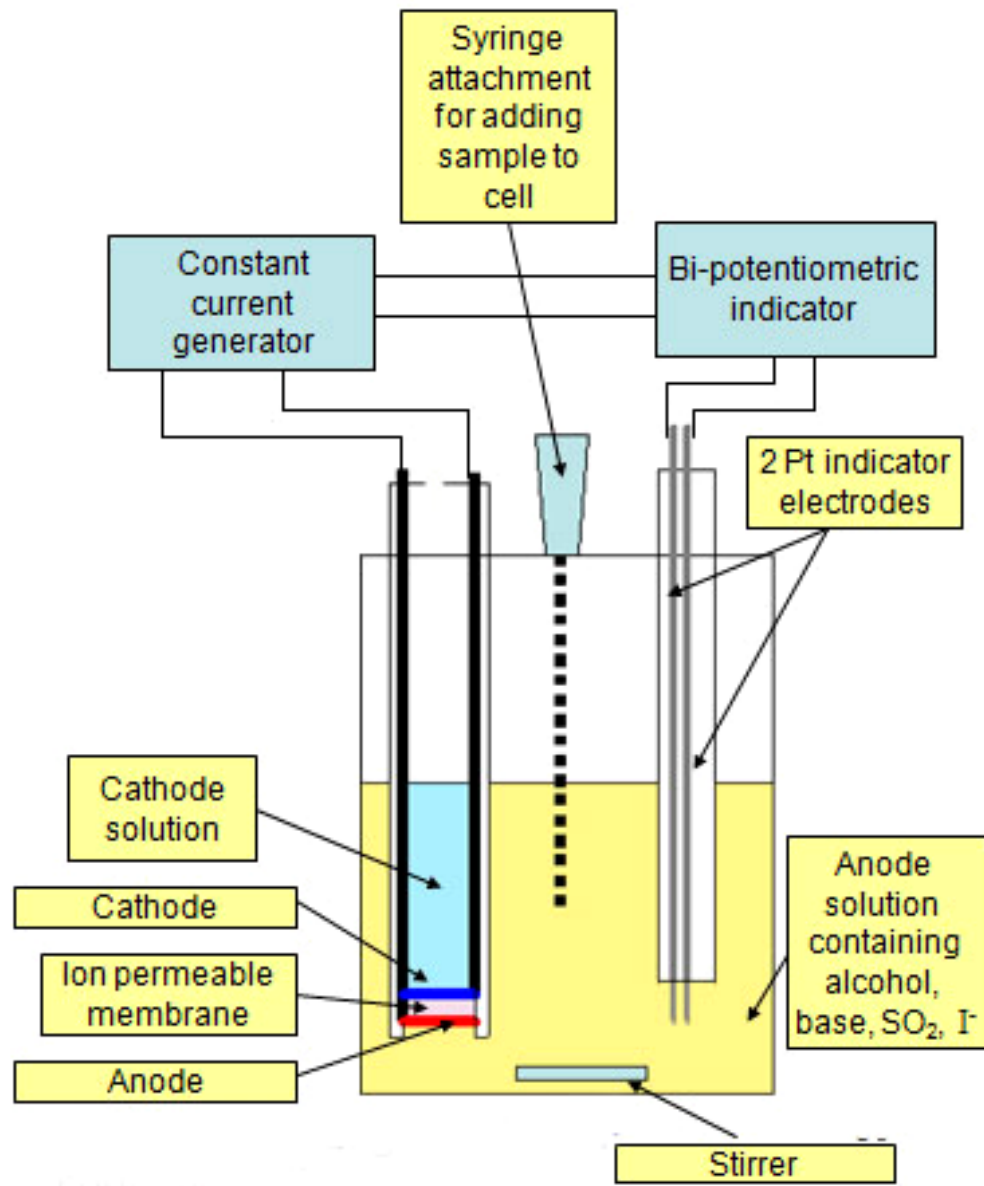 Syringe
attachment
for adding
sample to
cell
Constant
current
generator
Bi-potentiometric
indicator
2 Pt indicator
electrodes
Cathode
solution
Cathode
Ion permeable
membrane
Anode
Anode
solution
containing
alcohol,
base, SO₂, I⁻
Stirrer